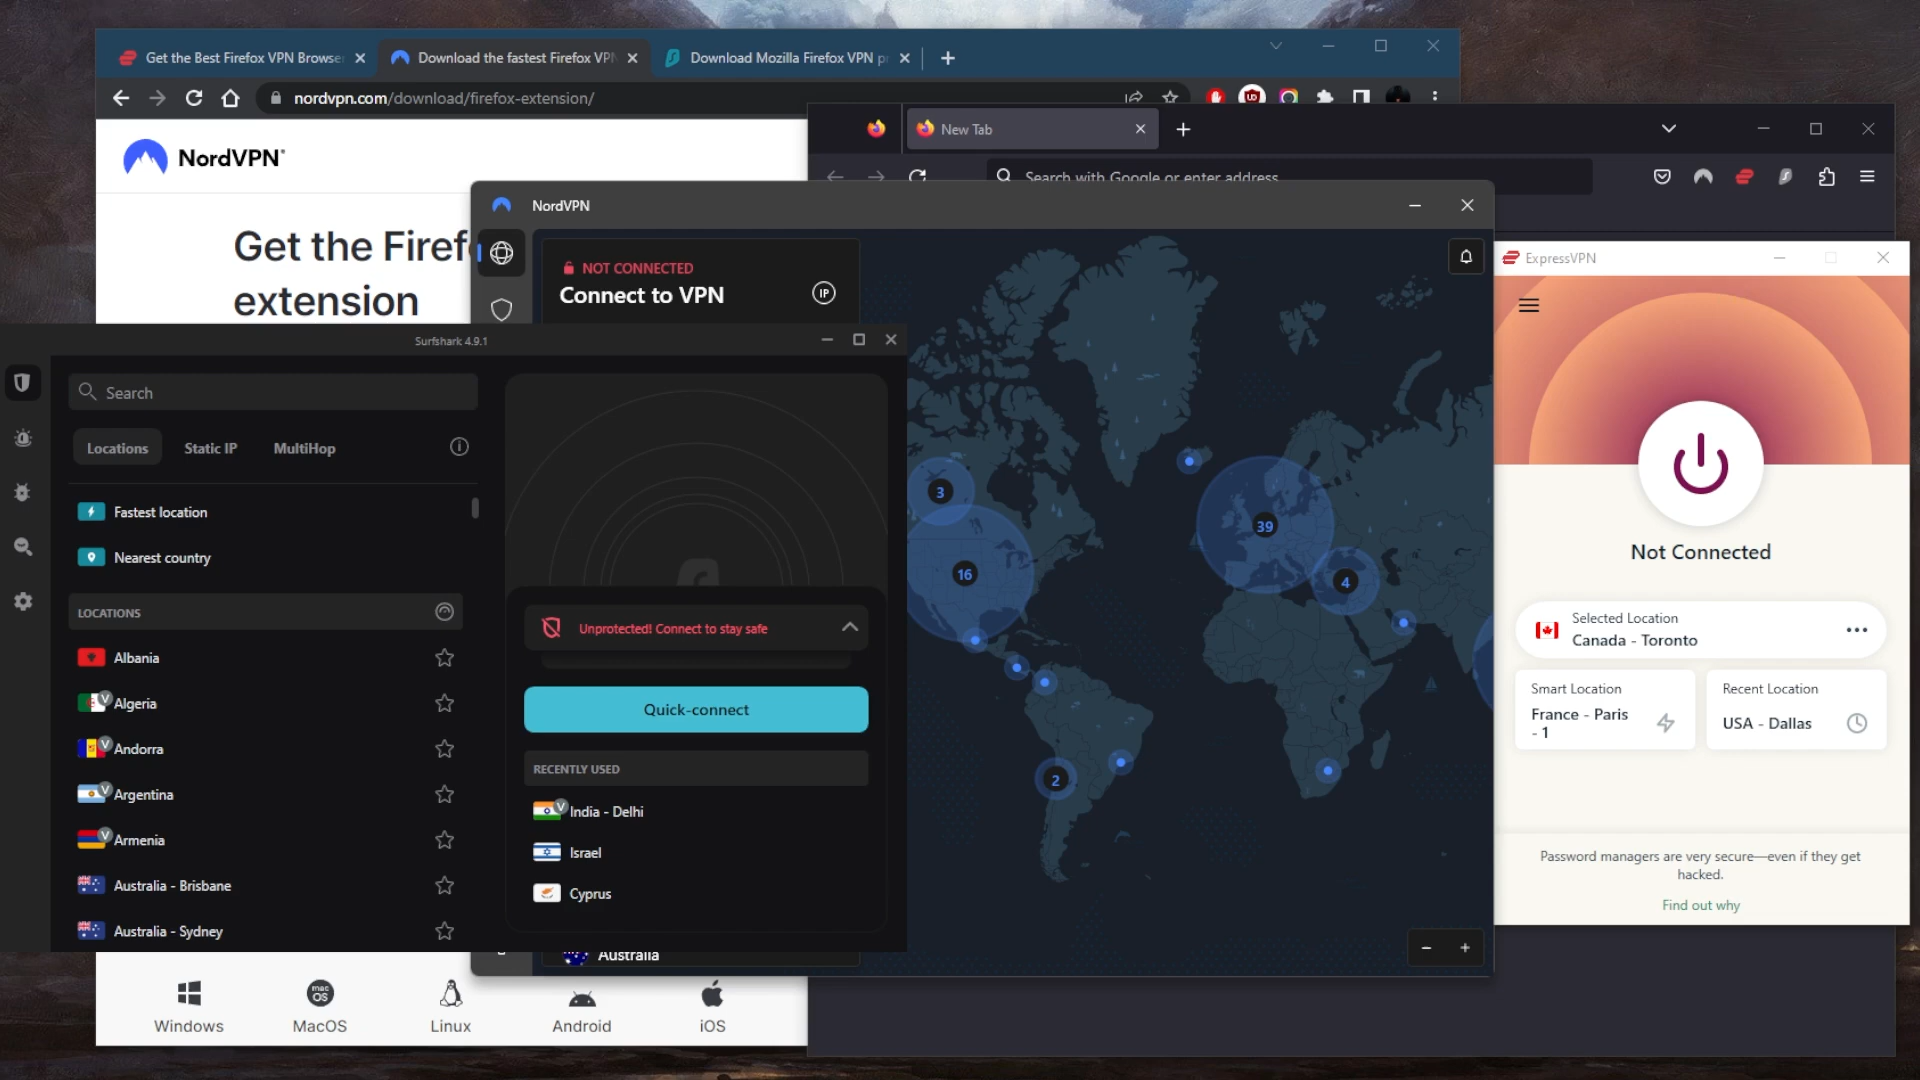 Get the Best Firefox VPN Browser
Download the fastest Firefox VPN
Download Mozilla Firefox VPN pr
nordvpn.com/download/firefox-extension/
NordVPN®
Get the Firef
extension
New Tab
Search with Google or enter address
NordVPN
NOT CONNECTED
Connect to VPN
IP
3
16
39
4
2
Australia
Surfshark 4.9.1
Search
Locations
Static IP
MultiHop
Fastest location
Nearest country
LOCATIONS
Albania
V Algeria
V Andorra
V Argentina
V Armenia
Australia - Brisbane
Australia - Sydney
Unprotected! Connect to stay safe
Quick-connect
RECENTLY USED
V India - Delhi
Israel
Cyprus
ExpressVPN
Not Connected
Selected Location
Canada - Toronto
Smart Location
France - Paris
- 1
Recent Location
USA - Dallas
Password managers are very secure—even if they get
hacked.
Find out why
mac
OS
Windows
MacOS
Linux
Android
iOS